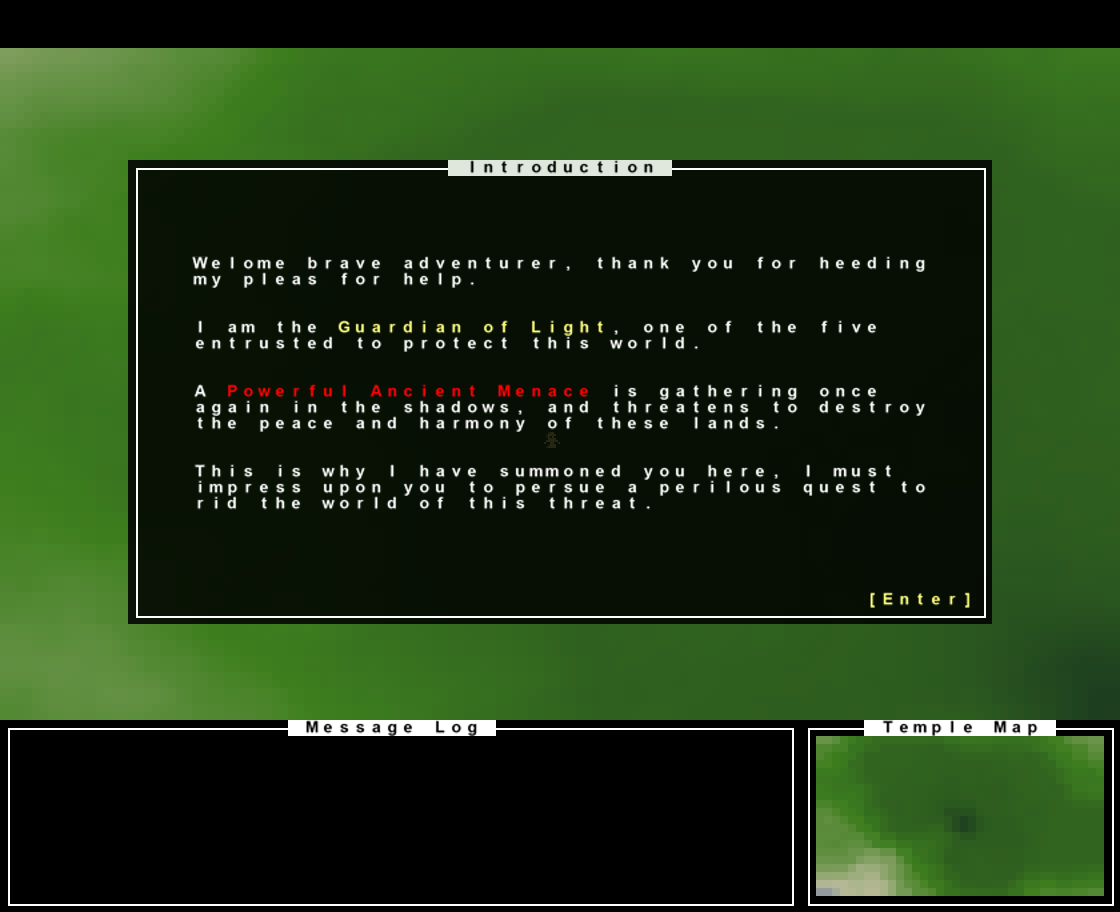 Introduction
Welome brave adventurer, thank you for heeding
my pleas for help.
I am the Guardian of Light, one of the five
entrusted to protect this world.
A Powerful Ancient Menace is gathering once
again in the shadows, and threatens to destroy
the peace and harmony of these lands.
This is why I have summoned you here, I must
impress upon you to persue a perilous quest to
rid the world of this threat.
[Enter]
Message Log
Temple Map